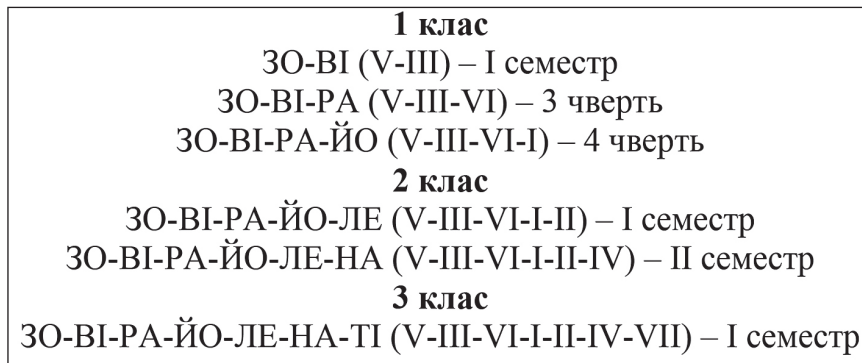 1 клас
ЗО-ВІ (V-III) – I семестр
ЗО-ВІ-РА (V-III-VI) – 3 чверть
ЗО-ВІ-РА-ЙО (V-III-VI-I) – 4 чверть
2 клас
ЗО-ВІ-РА-ЙО-ЛЕ (V-III-VI-I-II) – I семестр
ЗО-ВІ-РА-ЙО-ЛЕ-НА (V-III-VI-I-II-IV) – II семестр
3 клас
ЗО-ВІ-РА-ЙО-ЛЕ-НА-ТІ (V-III-VI-I-II-IV-VII) – I семестр